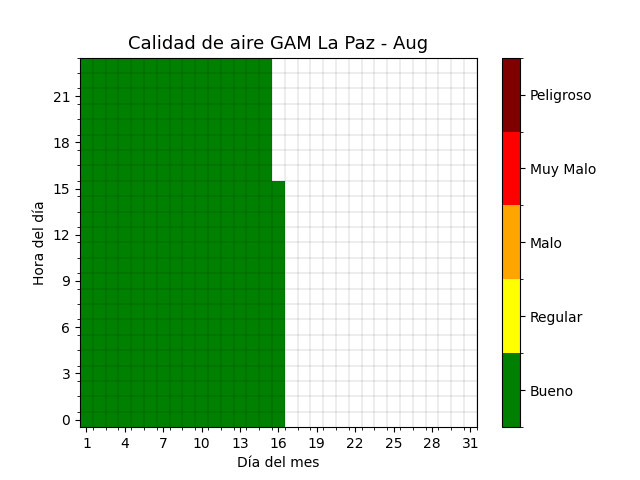 Calidad de aire GAM La Paz - Aug
Hora del día
21
18
15
12
9
6
3
0
1 4 7 10 13 16 19 22 25 28 31
Día del mes
Peligroso
Muy Malo
Malo
Regular
Bueno